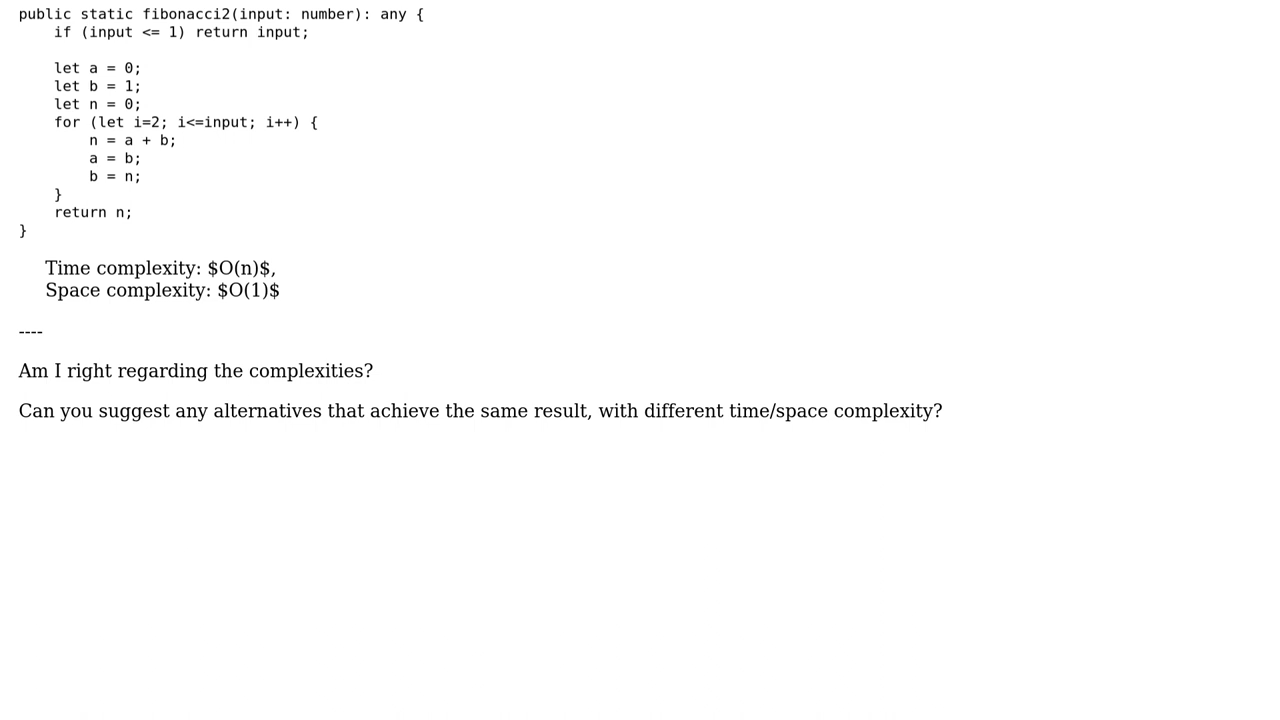 public static fibonacci2(input: number): any {
    if (input <= 1) return input;

    let a = 0;
    let b = 1;
    let n = 0;
    for (let i=2; i<=input; i++) {
        n = a + b;
        a = b;
        b = n;
    }
    return n;
}
Time complexity: $O(n)$,
Space complexity: $O(1)$
----
Am I right regarding the complexities?
Can you suggest any alternatives that achieve the same result, with different time/space complexity?